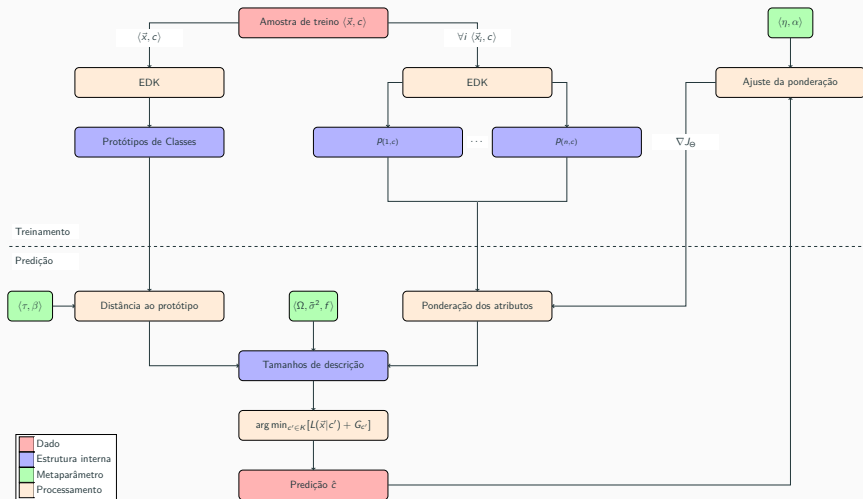 Amostra de treino ⟨x⃗, c⟩
⟨x⃗, c⟩
∀i ⟨x⃗ᵢ, c⟩
⟨η, α⟩
EDK
EDK
Ajuste da ponderação
Protótipos de Classes
p₍₁,c₎
···
p₍ₙ,c₎
∇J_Θ
Treinamento
Predição
⟨τ, β⟩
Distância ao protótipo
⟨Ω, σ̄², f⟩
Ponderação dos atributos
Tamanhos de descrição
arg min_{c′∈K}[L(x⃗|c′) + G_{c′}]
Predição ĉ
Dado
Estrutura interna
Metaparâmetro
Processamento